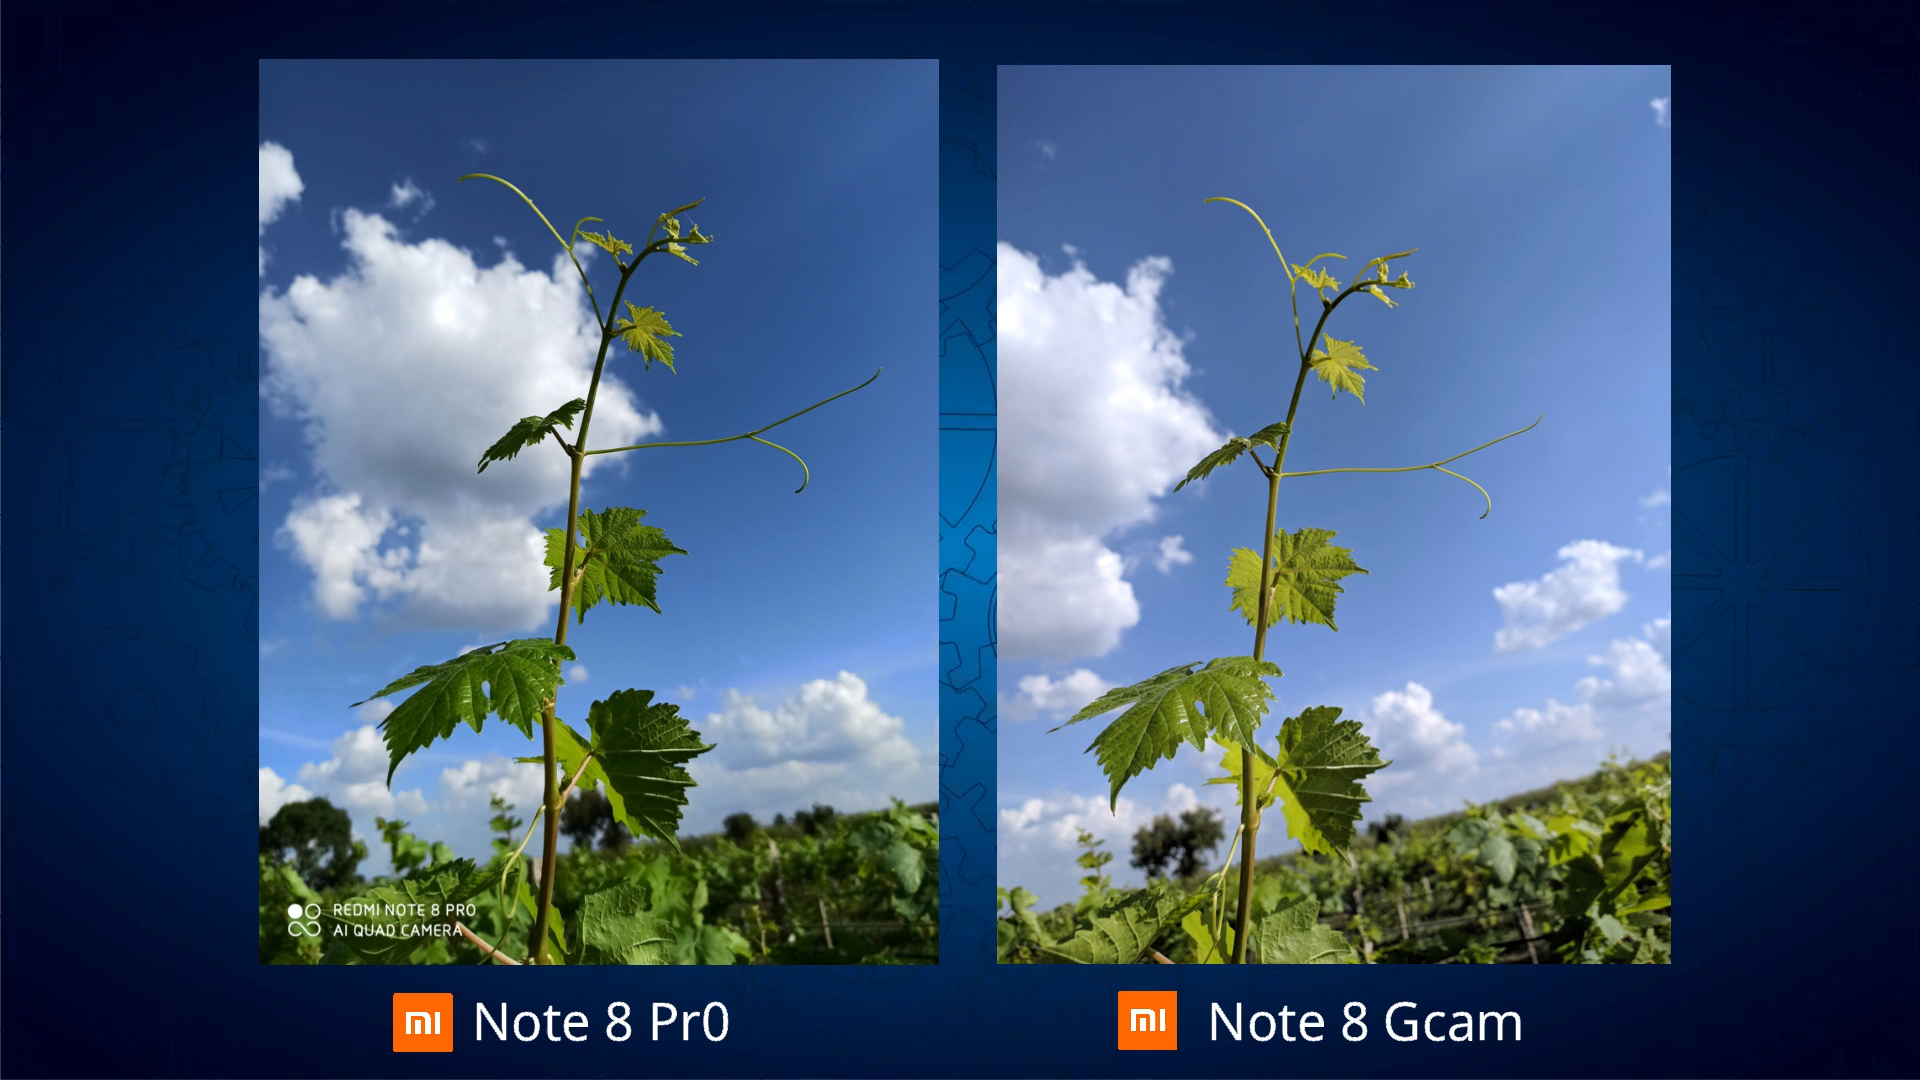 REDMI NOTE 8 PRO
AI QUAD CAMERA
mi Note 8 Pr0
mi Note 8 Gcam